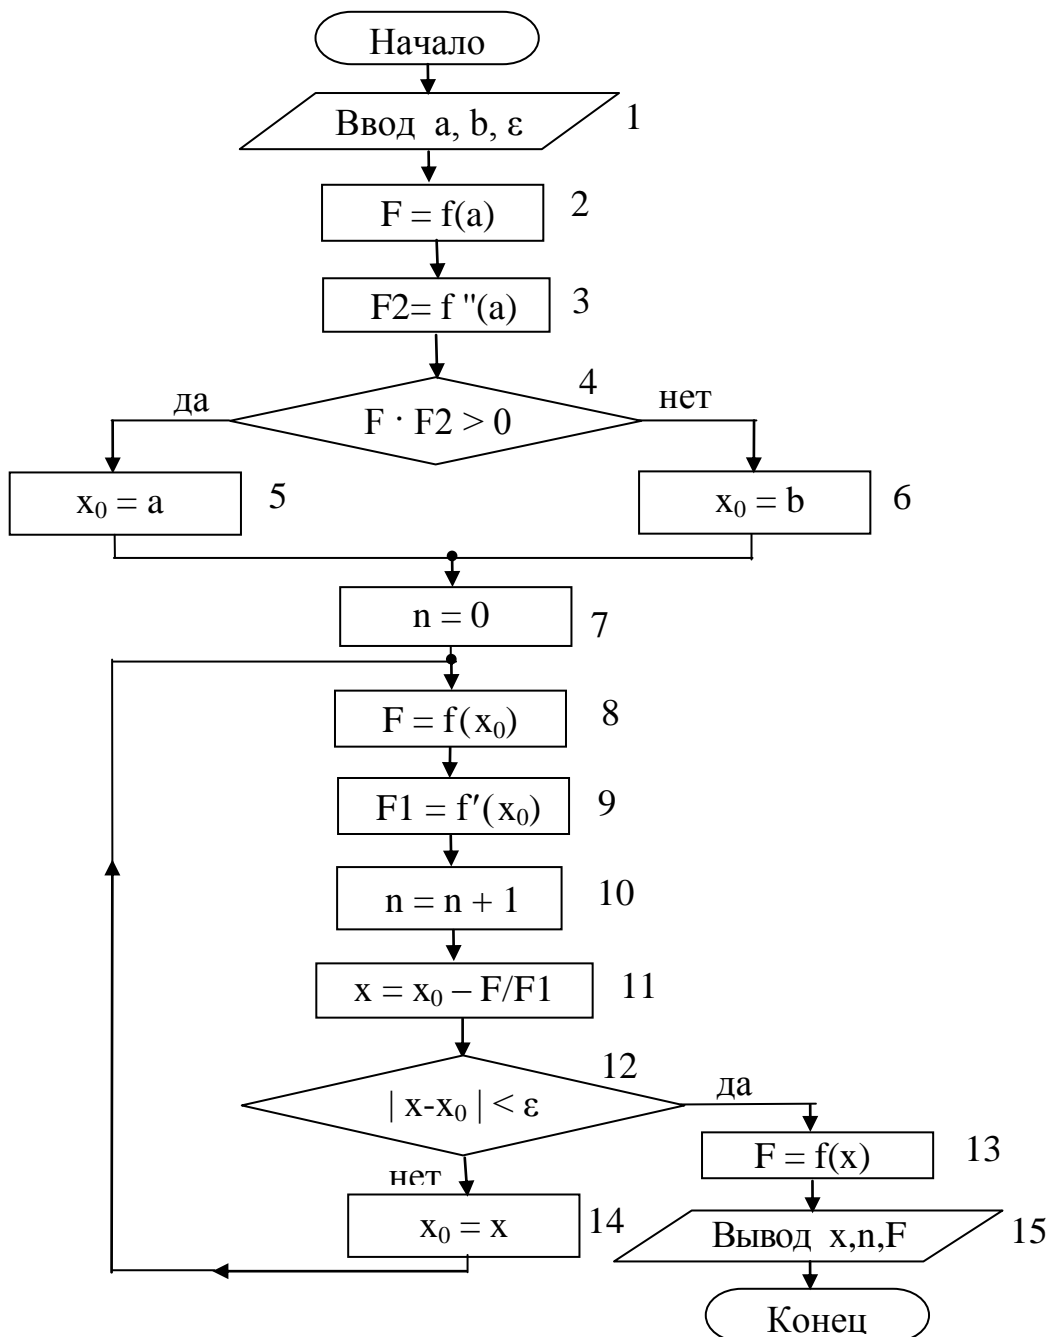 Начало
Ввод a, b, ε
1
F = f(a)
2
F2= f "(a)
3
4
да
F · F2 > 0
нет
x₀ = a
5
x₀ = b
6
n = 0
7
F = f(x₀)
8
F1 = f′(x₀)
9
n = n + 1
10
x = x₀ – F/F1
11
12
| x-x₀ | < ε
да
F = f(x)
13
нет
x₀ = x
14
Вывод x,n,F
15
Конец